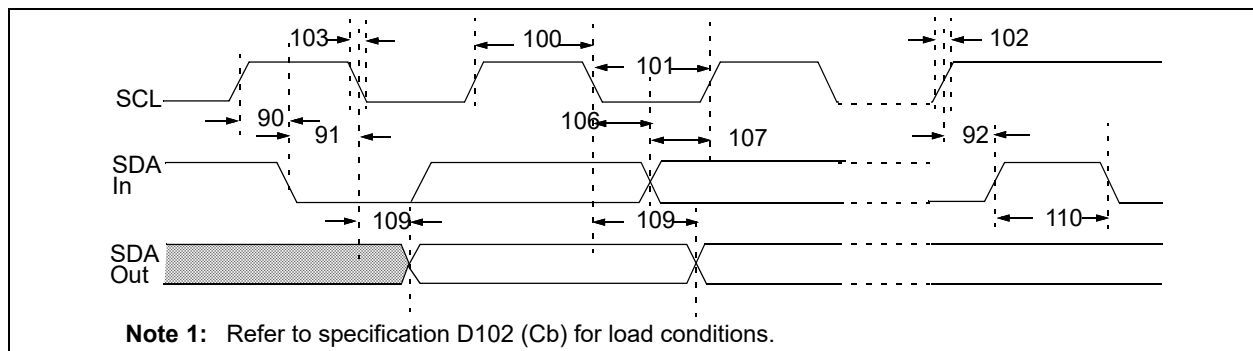 103
100
102
101
SCL
90
106
91
107
92
SDA
In
109
109
110
SDA
Out
Note 1: Refer to specification D102 (Cb) for load conditions.